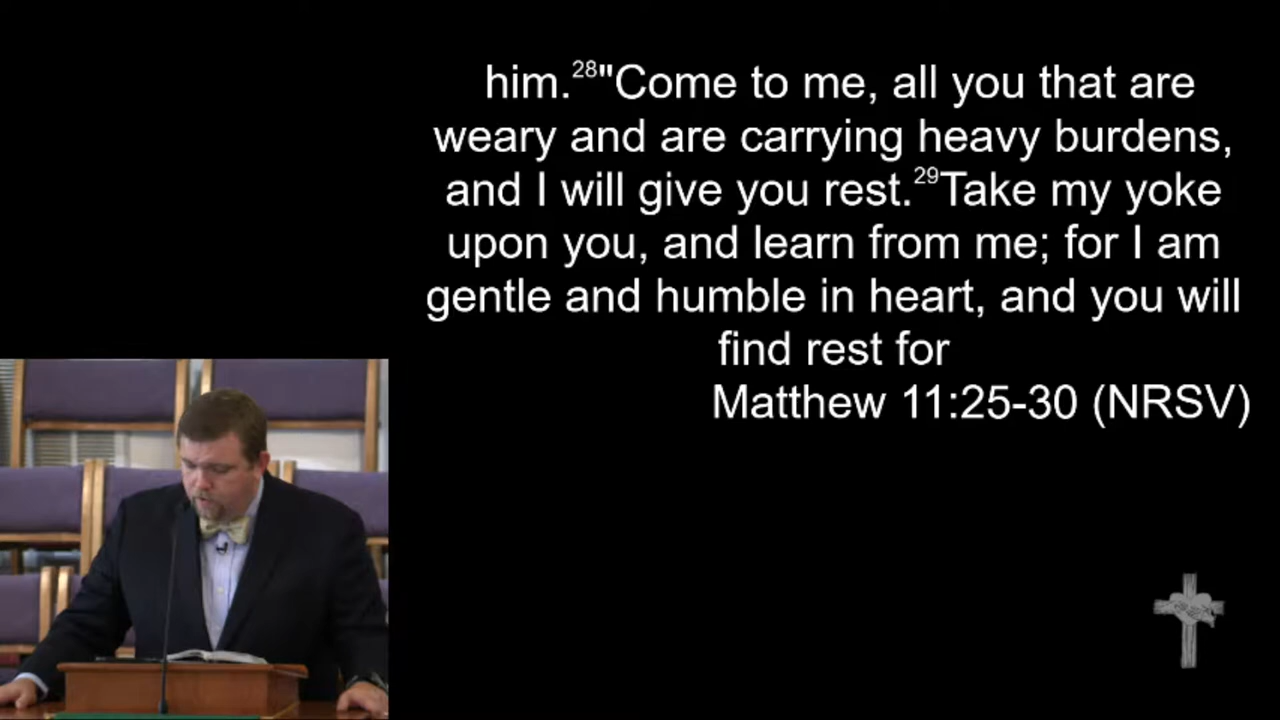 him.28"Come to me, all you that are
weary and are carrying heavy burdens,
and I will give you rest.29Take my yoke
upon you, and learn from me; for I am
gentle and humble in heart, and you will
find rest for
Matthew 11:25-30 (NRSV)